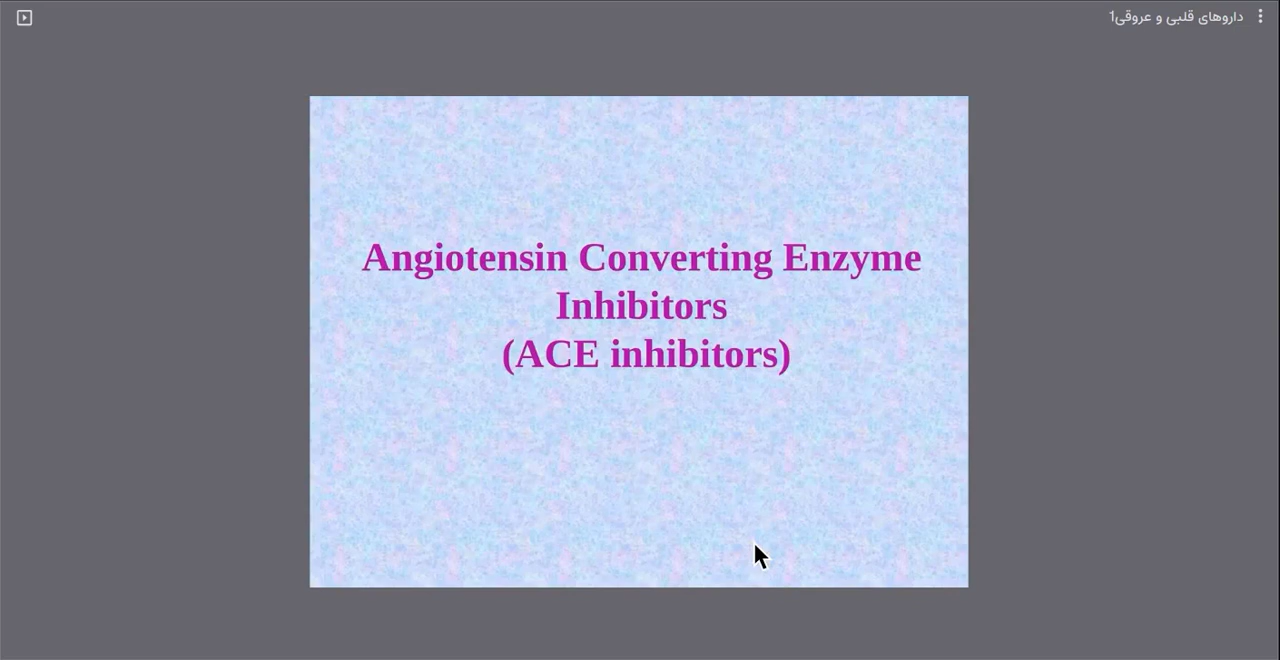 داروهای قلبی و عروقی1
Angiotensin Converting Enzyme
Inhibitors
(ACE inhibitors)